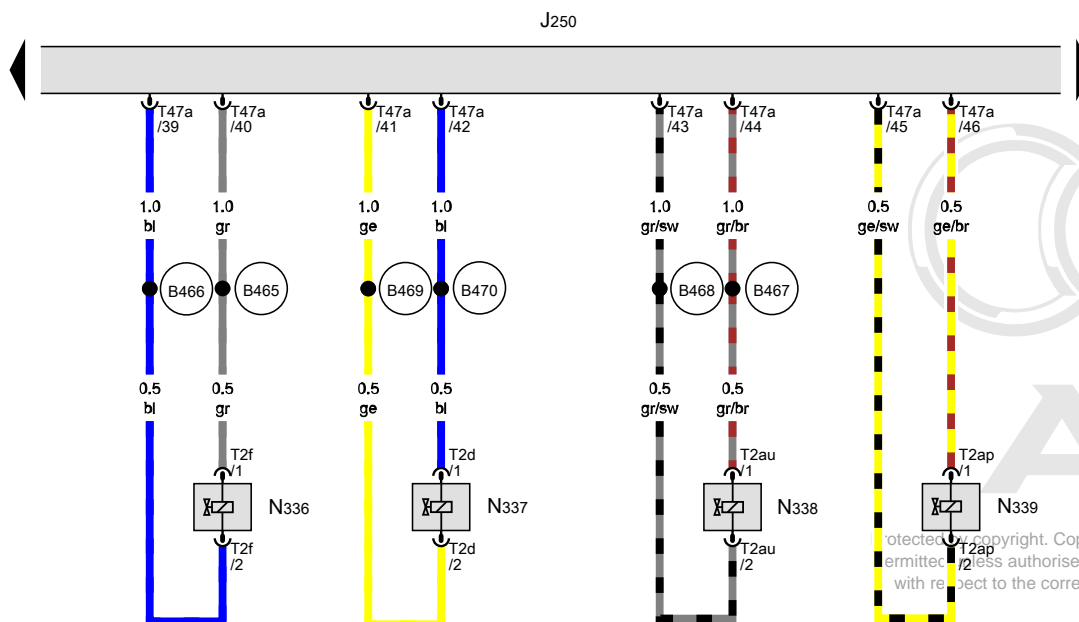 J250
T47a /39
T47a /40
T47a /41
T47a /42
T47a /43
T47a /44
T47a /45
T47a /46
1.0 bl
1.0 gr
1.0 ge
1.0 bl
1.0 gr/sw
1.0 gr/br
0.5 ge/sw
0.5 ge/br
B466
B465
B469
B470
B468
B467
0.5 bl
0.5 gr
0.5 ge
0.5 bl
0.5 gr/sw
0.5 gr/br
T2f /1
T2d /1
T2au /1
T2ap /1
N336
N337
N338
N339
T2f /2
T2d /2
T2au /2
T2ap /2
copyright. Cop
authorise
with respect to the corre